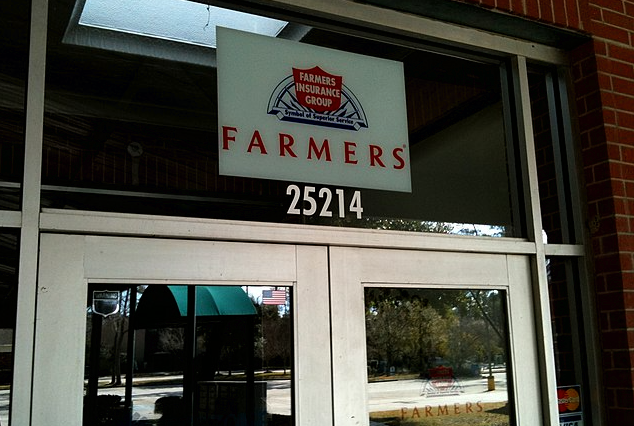 FARMERS
INSURANCE
GROUP
Symbol of Superior Service
FARMERS®
25214
FARMERS